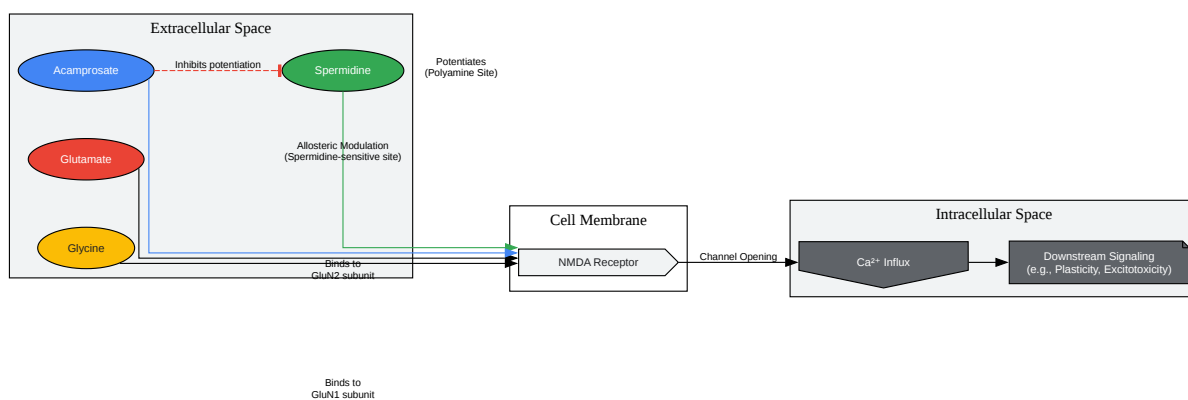 Extracellular Space
Acamprosate
Inhibits potentiation
Spermidine
Potentiates
(Polyamine Site)
Glutamate
Allosteric Modulation
(Spermidine-sensitive site)
Glycine
Binds to
GluN2 subunit
Cell Membrane
NMDA Receptor
Channel Opening
Intracellular Space
Ca²⁺ Influx
Downstream Signaling
(e.g., Plasticity, Excitotoxicity)
Binds to
GluN1 subunit